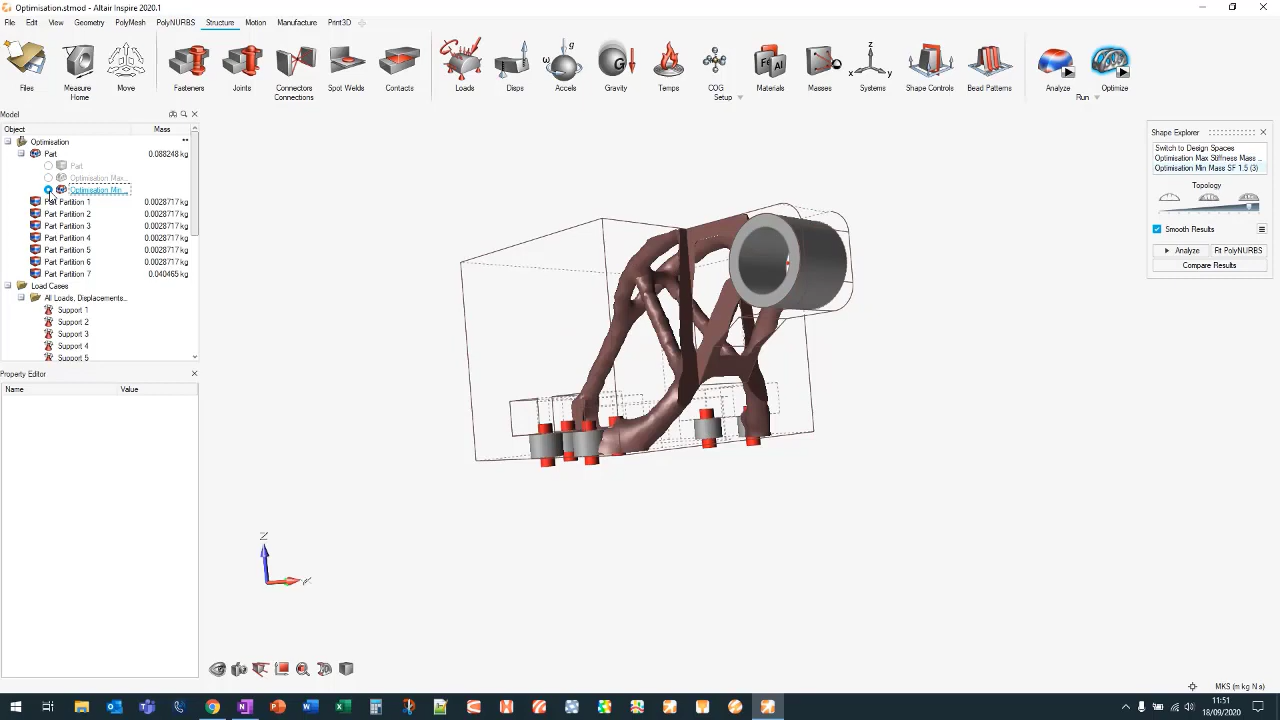 Optimisation.stmod - Altair Inspire 2020.1
File Edit View Geometry PolyMesh PolyNURBS Structure Motion Manufacture Print3D
Files Measure Move Fasteners Joints Connectors Spot Welds Contacts Loads Disps Accels Gravity Temps COG Materials Masses Systems Shape Controls Bead Patterns Analyze Optimize
Home Connections Setup Run
Model
Object Mass
Optimisation
Part 0.088248 kg
Part
Optimisation Max...
Optimisation Min...
Part Partition 1 0.0028717 kg
Part Partition 2 0.0028717 kg
Part Partition 3 0.0028717 kg
Part Partition 4 0.0028717 kg
Part Partition 5 0.0028717 kg
Part Partition 6 0.0028717 kg
Part Partition 7 0.040465 kg
Load Cases
All Loads, Displacements...
Support 1
Support 2
Support 3
Support 4
Support 5
Property Editor
Name Value
Shape Explorer
Switch to Design Spaces
Optimisation Max Stiffness Mass ...
Optimisation Min Mass SF 1.5 (3)
Topology
Smooth Results
Analyze Fit PolyNURBS
Compare Results
Z
MKS (m kg N s)
11:51
18/09/2020